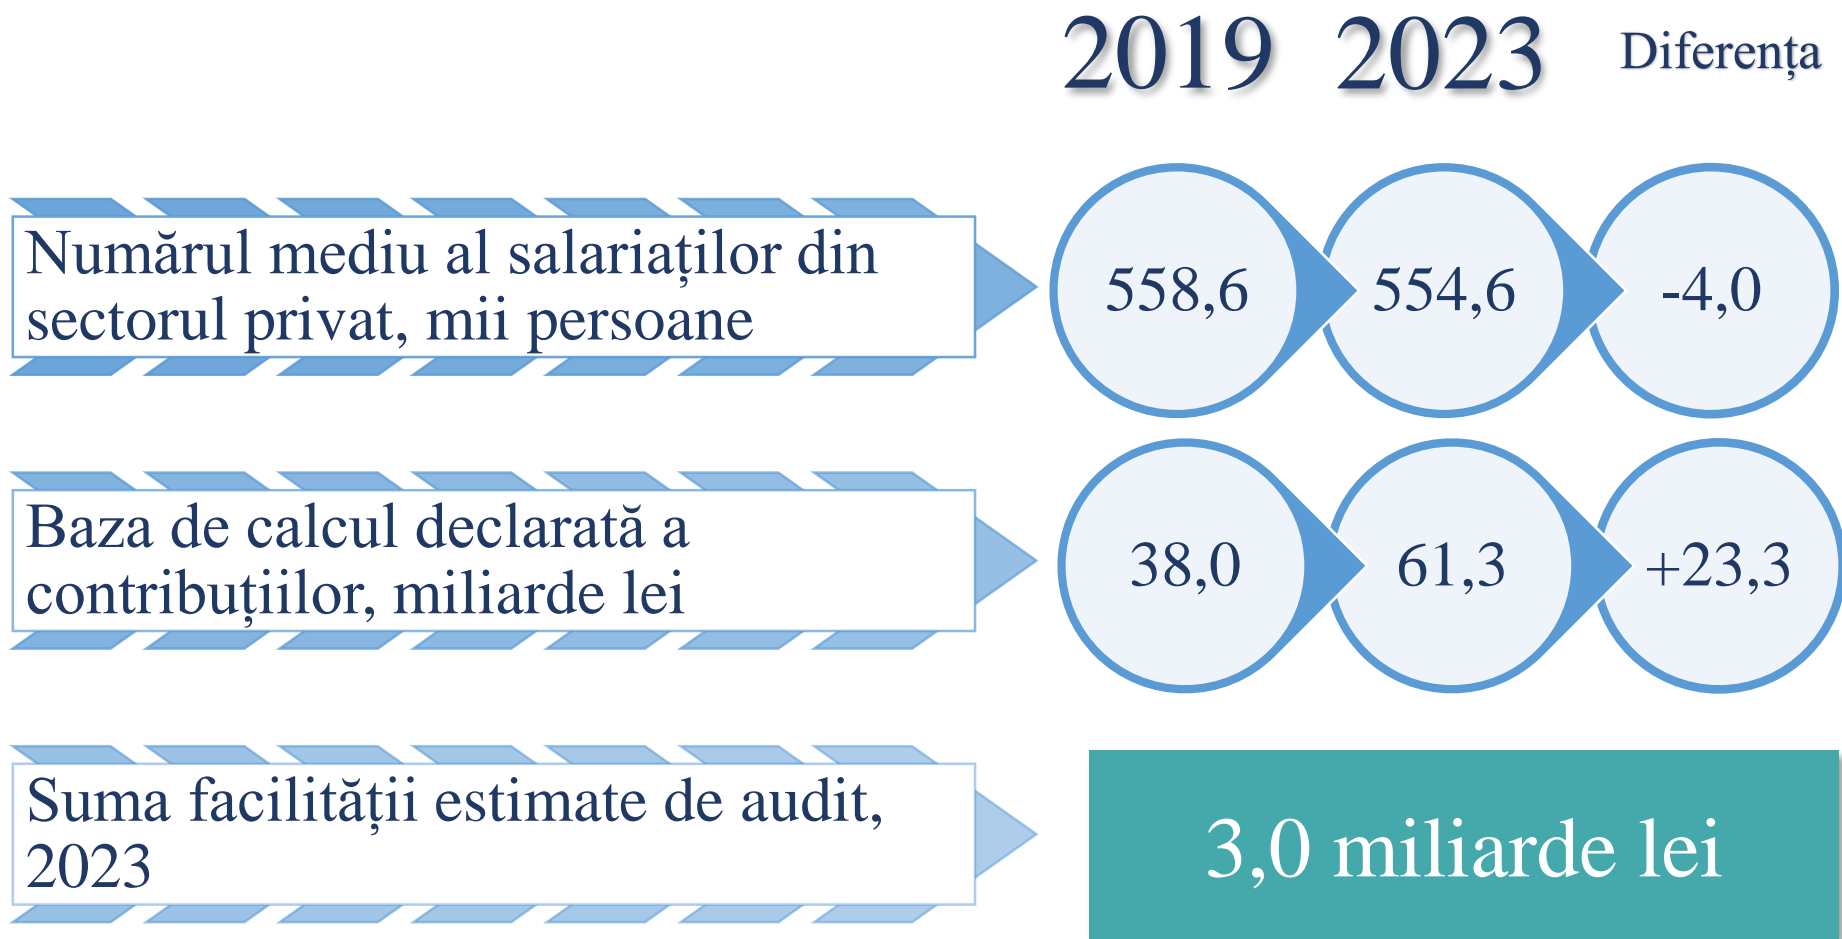 2019 2023 Diferența
Numărul mediu al salariaților din
sectorul privat, mii persoane
558,6 554,6 -4,0
Baza de calcul declarată a
contribuțiilor, miliarde lei
38,0 61,3 +23,3
Suma facilității estimate de audit,
2023
3,0 miliarde lei